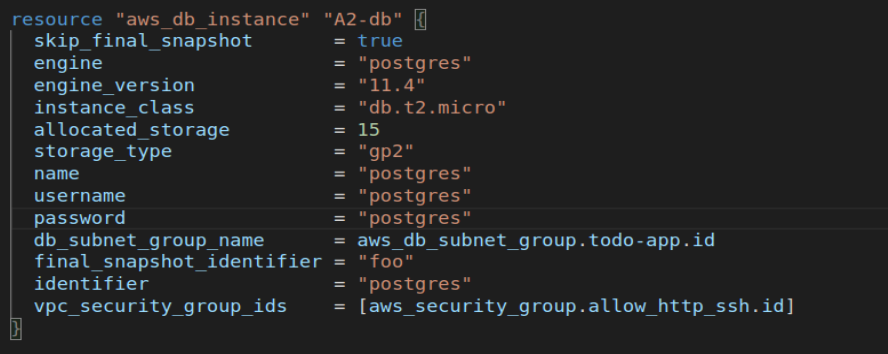 resource "aws_db_instance" "A2-db" {
  skip_final_snapshot       = true
  engine                    = "postgres"
  engine_version            = "11.4"
  instance_class            = "db.t2.micro"
  allocated_storage         = 15
  storage_type              = "gp2"
  name                      = "postgres"
  username                  = "postgres"
  password                  = "postgres"
  db_subnet_group_name      = aws_db_subnet_group.todo-app.id
  final_snapshot_identifier = "foo"
  identifier                = "postgres"
  vpc_security_group_ids    = [aws_security_group.allow_http_ssh.id]
}